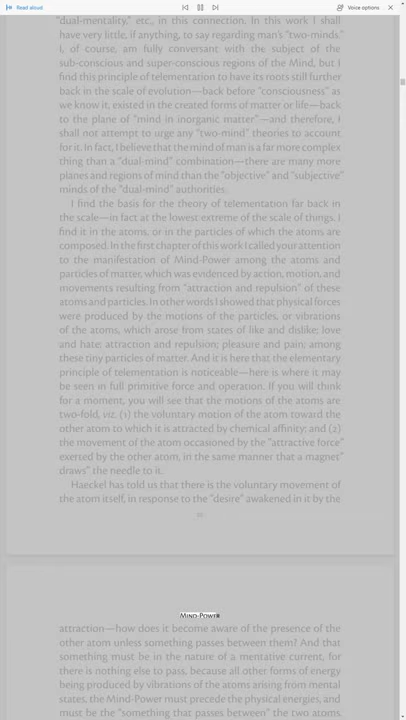 Read aloud
Voice options
"dual-mentality," etc., in this connection. In this work I shall
have very little, if anything, to say regarding man's "two-minds."
I, of course, am fully conversant with the subject of the
sub-conscious and super-conscious regions of the Mind, but I
find this principle of telementation to have its roots still further
back in the scale of evolution—back before "consciousness" as
we know it, existed in the created forms of matter or life—back
to the plane of "mind in inorganic matter"—and therefore, I
shall not attempt to urge any "two-mind" theories to account
for it. In fact, I believe that the mind of man is a far more complex
thing than a "dual-mind" combination—there are many more
planes and regions of mind than the "objective" and "subjective"
minds of the "dual-mind" authorities.
I find the basis for the theory of telementation far back in
the scale—in fact at the lowest extreme of the scale of things. I
find it in the atoms, or in the particles of which the atoms are
composed. In the first chapter of this work I called your attention
to the manifestation of Mind-Power among the atoms and
particles of matter, which was evidenced by action, motion, and
movements resulting from "attraction and repulsion" of these
atoms and particles. In other words I showed that physical forces
were produced by the motions of the particles, or vibrations
of the atoms, which arose from states of like and dislike; love
and hate; attraction and repulsion; pleasure and pain; among
these tiny particles of matter. And it is here that the elementary
principle of telementation is noticeable—here is where it may
be seen in full primitive force and operation. If you will think
for a moment, you will see that the motions of the atoms are
two-fold, viz. (1) the voluntary motion of the atom toward the
other atom to which it is attracted by chemical affinity; and (2)
the movement of the atom occasioned by the "attractive force"
exerted by the other atom, in the same manner that a magnet"
draws" the needle to it.
Haeckel has told us that there is the voluntary movement of
the atom itself, in response to the "desire" awakened in it by the
Mind-Power
attraction—how does it become aware of the presence of the
other atom unless something passes between them? And that
something must be in the nature of a mentative current, for
there is nothing else to pass, because all other forms of energy
being produced by vibrations of the atoms arising from mental
states, the Mind-Power must precede the physical energies, and
must be the "something that passes between" the two atoms.